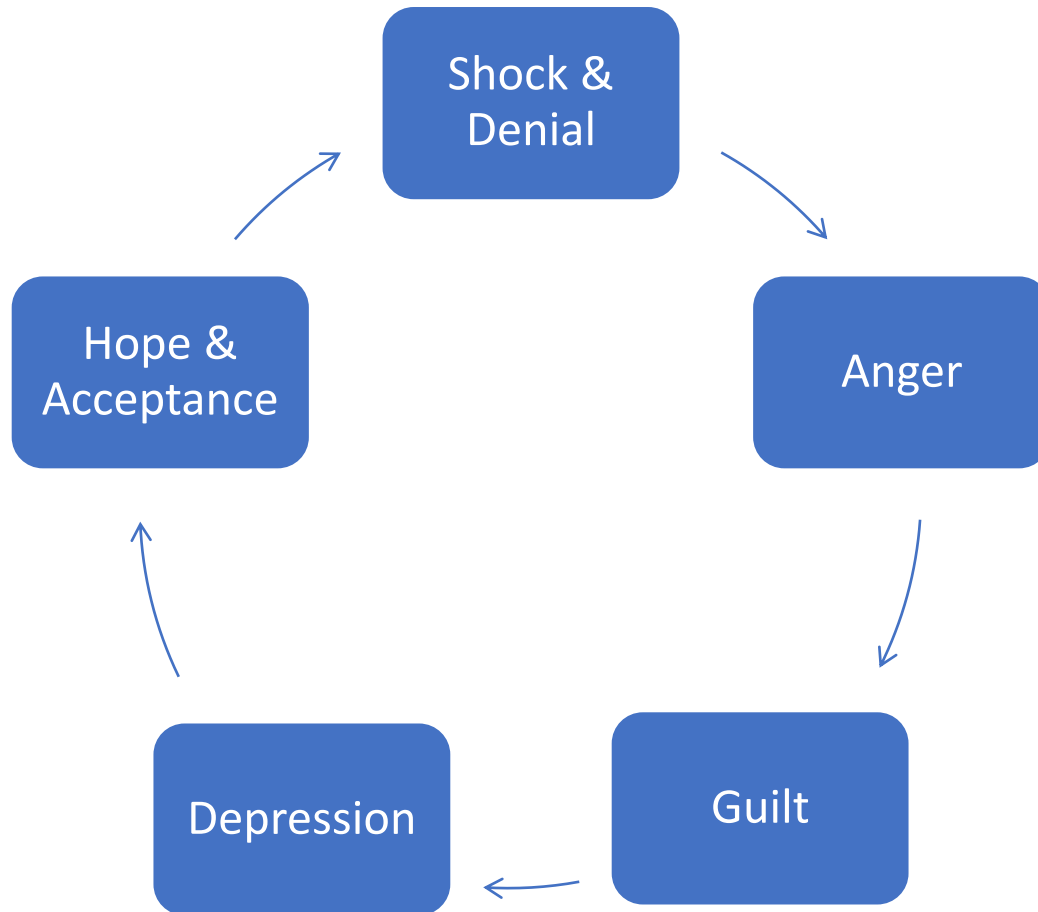 Shock &
Denial
Anger
Guilt
Depression
Hope &
Acceptance